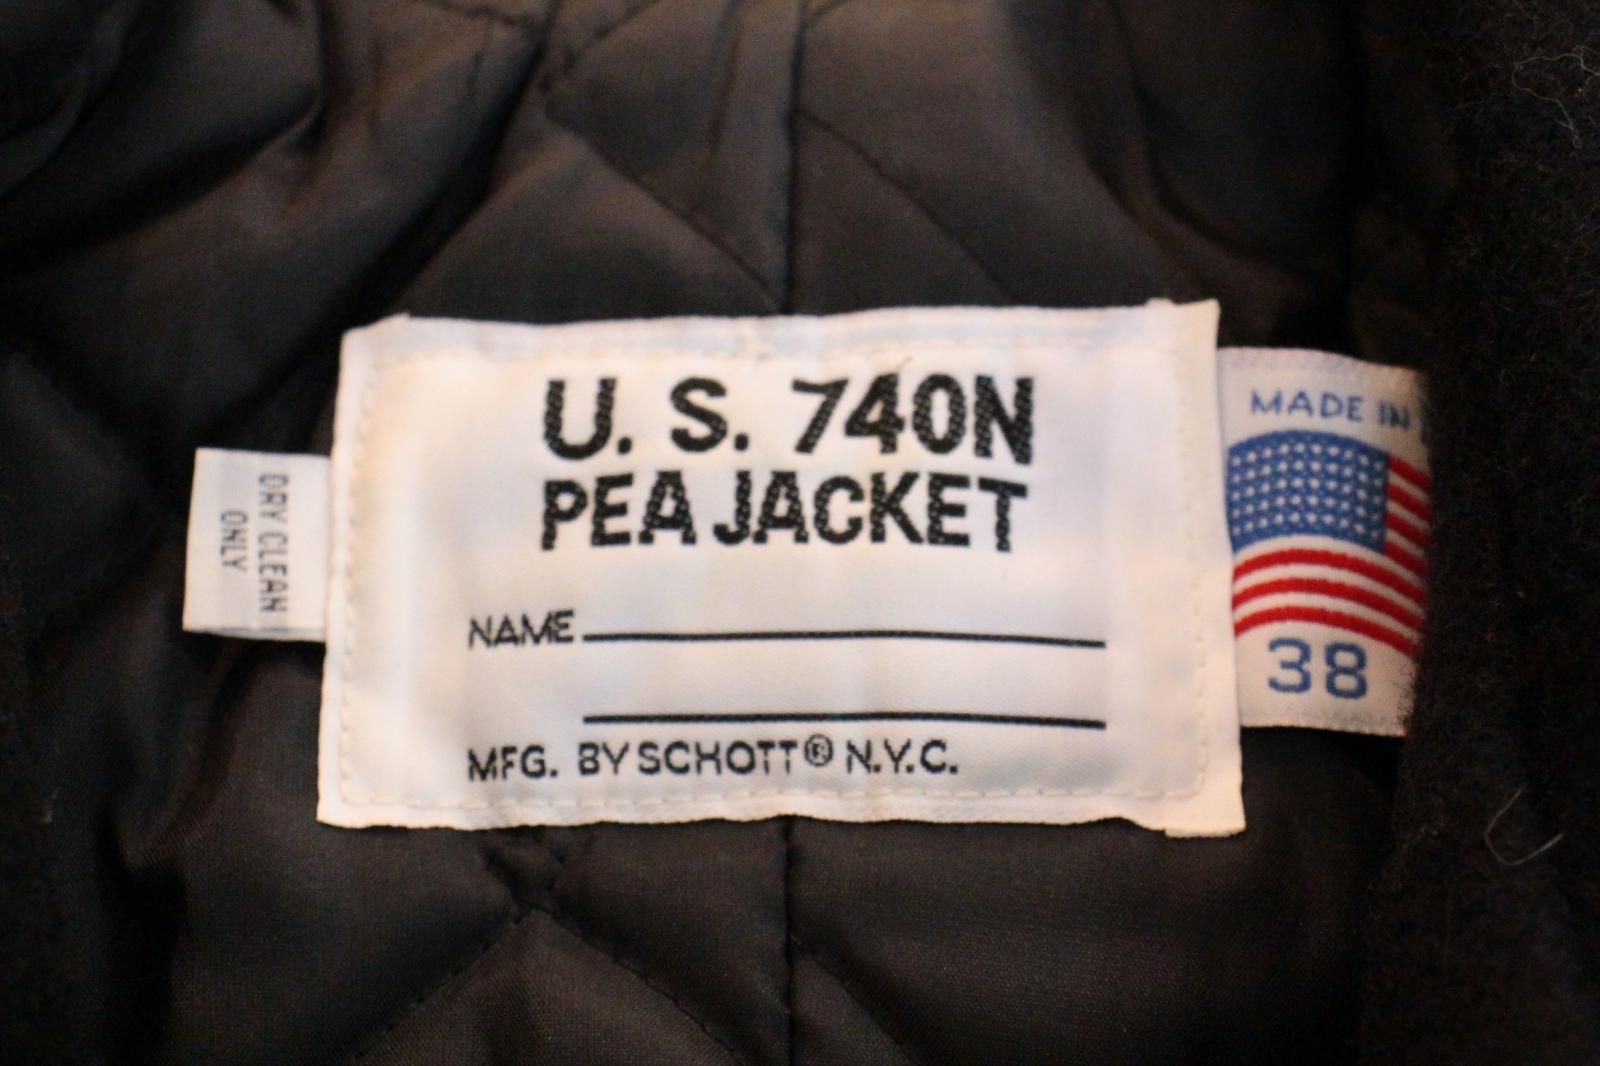 U. S. 740N
PEA JACKET
NAME
MFG. BY SCHOTT® N.Y.C.
DRY CLEAN
ONLY
MADE IN
38